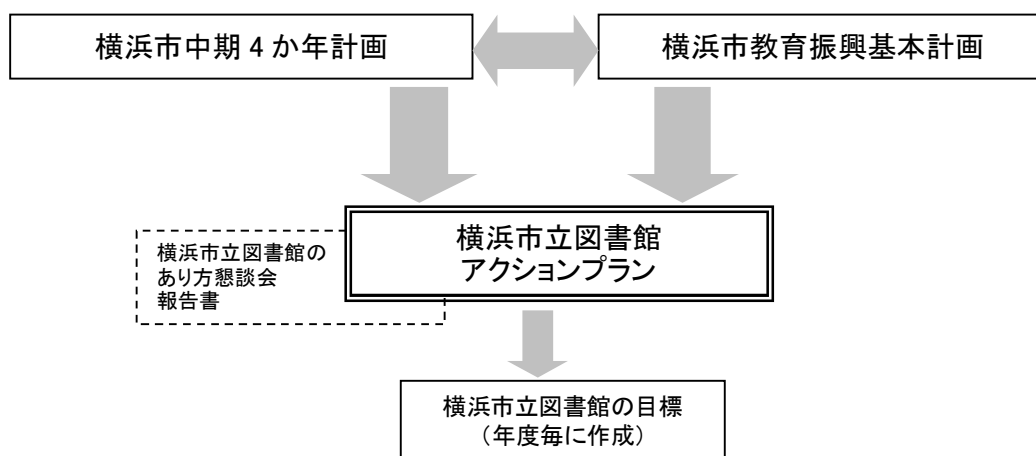 横浜市中期4か年計画
横浜市教育振興基本計画
横浜市立図書館
アクションプラン
横浜市立図書館の
あり方懇談会
報告書
横浜市立図書館の目標
（年度毎に作成）